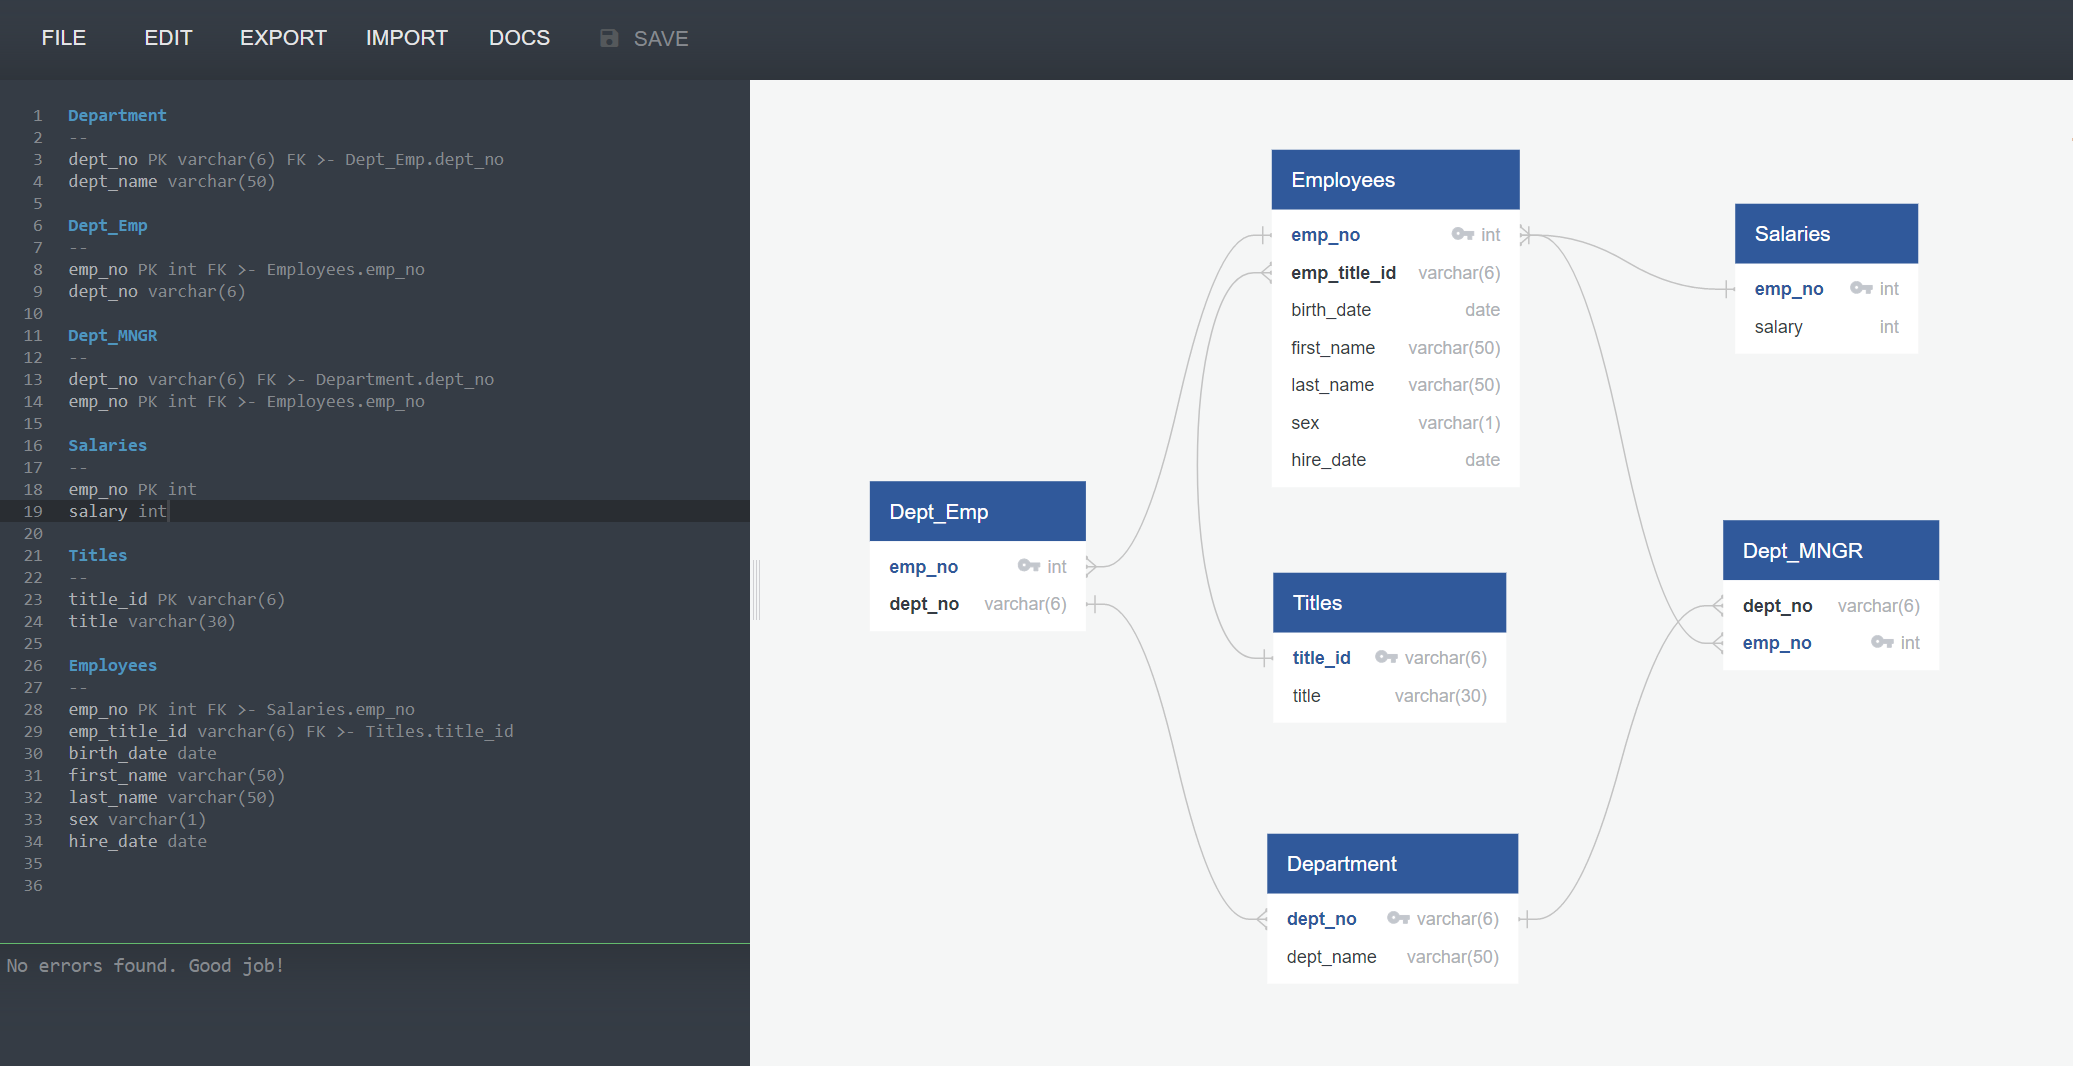 FILE EDIT EXPORT IMPORT DOCS SAVE
1 Department
2 --
3 dept_no PK varchar(6) FK >- Dept_Emp.dept_no
4 dept_name varchar(50)
5
6 Dept_Emp
7 --
8 emp_no PK int FK >- Employees.emp_no
9 dept_no varchar(6)
10
11 Dept_MNGR
12 --
13 dept_no varchar(6) FK >- Department.dept_no
14 emp_no PK int FK >- Employees.emp_no
15
16 Salaries
17 --
18 emp_no PK int
19 salary int
20
21 Titles
22 --
23 title_id PK varchar(6)
24 title varchar(30)
25
26 Employees
27 --
28 emp_no PK int FK >- Salaries.emp_no
29 emp_title_id varchar(6) FK >- Titles.title_id
30 birth_date date
31 first_name varchar(50)
32 last_name varchar(50)
33 sex varchar(1)
34 hire_date date
35
36
No errors found. Good job!
Employees
emp_no int
emp_title_id varchar(6)
birth_date date
first_name varchar(50)
last_name varchar(50)
sex varchar(1)
hire_date date
Salaries
emp_no int
salary int
Dept_Emp
emp_no int
dept_no varchar(6)
Titles
title_id varchar(6)
title varchar(30)
Dept_MNGR
dept_no varchar(6)
emp_no int
Department
dept_no varchar(6)
dept_name varchar(50)